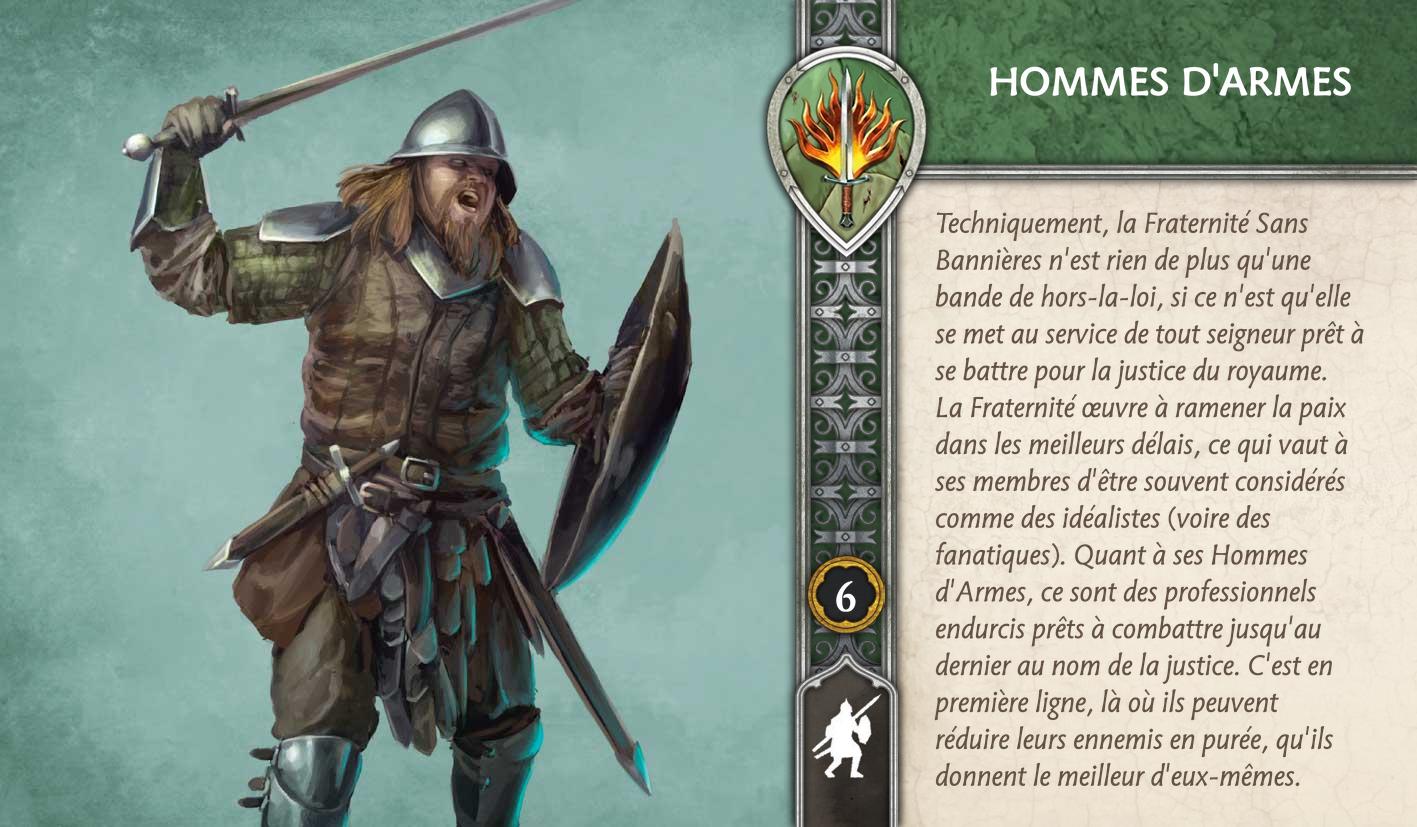 HOMMES D'ARMES
Techniquement, la Fraternité Sans
Bannières n'est rien de plus qu'une
bande de hors-la-loi, si ce n'est qu'elle
se met au service de tout seigneur prêt à
se battre pour la justice du royaume.
La Fraternité œuvre à ramener la paix
dans les meilleurs délais, ce qui vaut à
ses membres d'être souvent considérés
comme des idéalistes (voire des
fanatiques). Quant à ses Hommes
d'Armes, ce sont des professionnels
endurcis prêts à combattre jusqu'au
dernier au nom de la justice. C'est en
première ligne, là où ils peuvent
réduire leurs ennemis en purée, qu'ils
donnent le meilleur d'eux-mêmes.
6